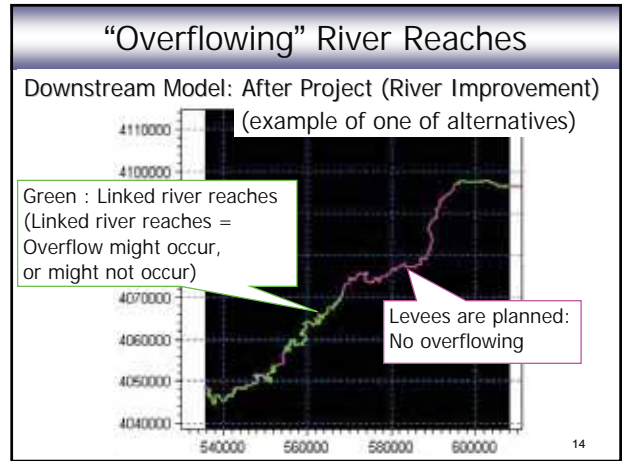 “Overflowing” River Reaches
Downstream Model: After Project (River Improvement)
(example of one of alternatives)
4110000
4100000
Green : Linked river reaches
(Linked river reaches =
Overflow might occur,
or might not occur)
Levees are planned:
No overflowing
4070000
4060000
4050000
4040000
540000 560000 580000 600000
14